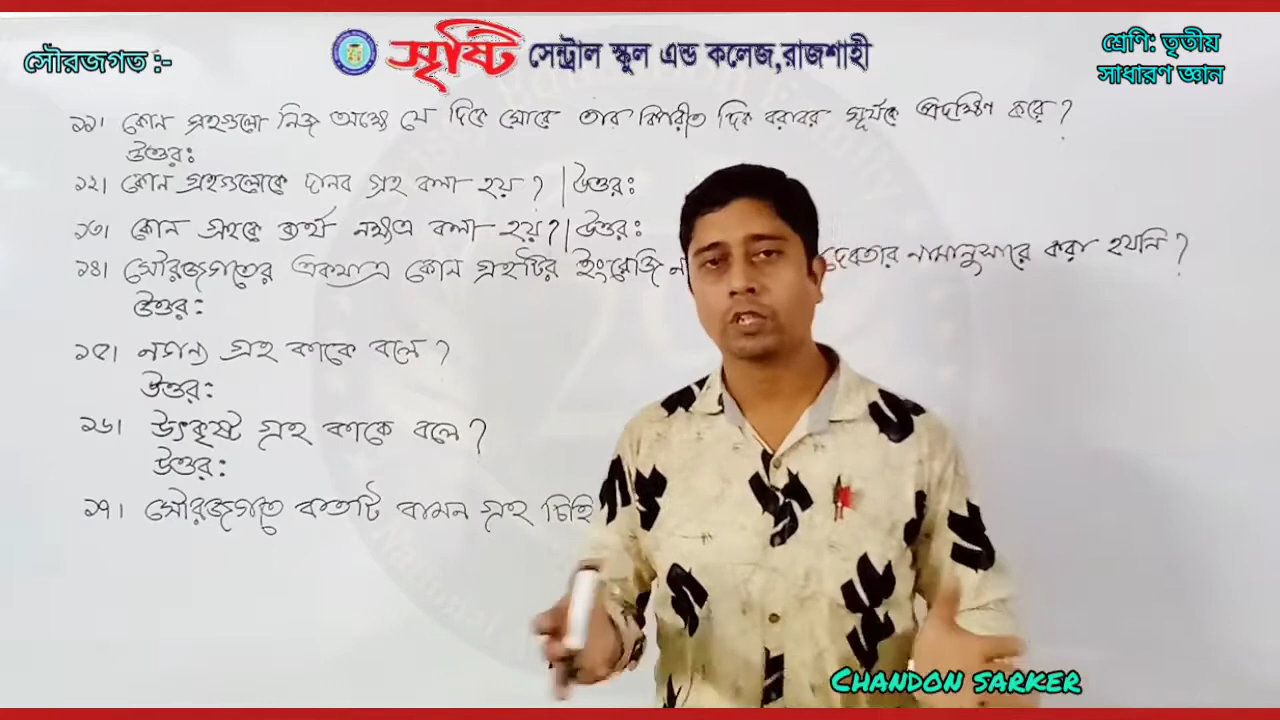 সৌরজগত :-
সৃষ্টি সেন্ট্রাল স্কুল এন্ড কলেজ,রাজশাহী
শ্রেণি: তৃতীয়
সাধারণ জ্ঞান
১১। কোন গ্রহগুলো নিজ অক্ষে যে দিকে ঘোরে তার বিপরীত দিক বরাবর সূর্যকে প্রদক্ষিণ করে ?
উত্তর:
১২। কোন গ্রহগুলোকে দানব গ্রহ বলা হয় ? | উত্তর:
১৩। কোন গ্রহকে ব্যর্থ নক্ষত্র বলা হয় ? | উত্তর:
১৪। সৌরজগতের একমাত্র কোন গ্রহটির ইংরেজি দেবতার নামানুসারে করা হয়নি ?
উত্তর:
১৫। নগন্য গ্রহ কাকে বলে ?
উত্তর:
১৬। উৎকৃষ্ট গ্রহ কাকে বলে ?
উত্তর:
১৭। সৌরজগতে কতটি বামন গ্রহ চিহ্নি
CHANDON SARKER